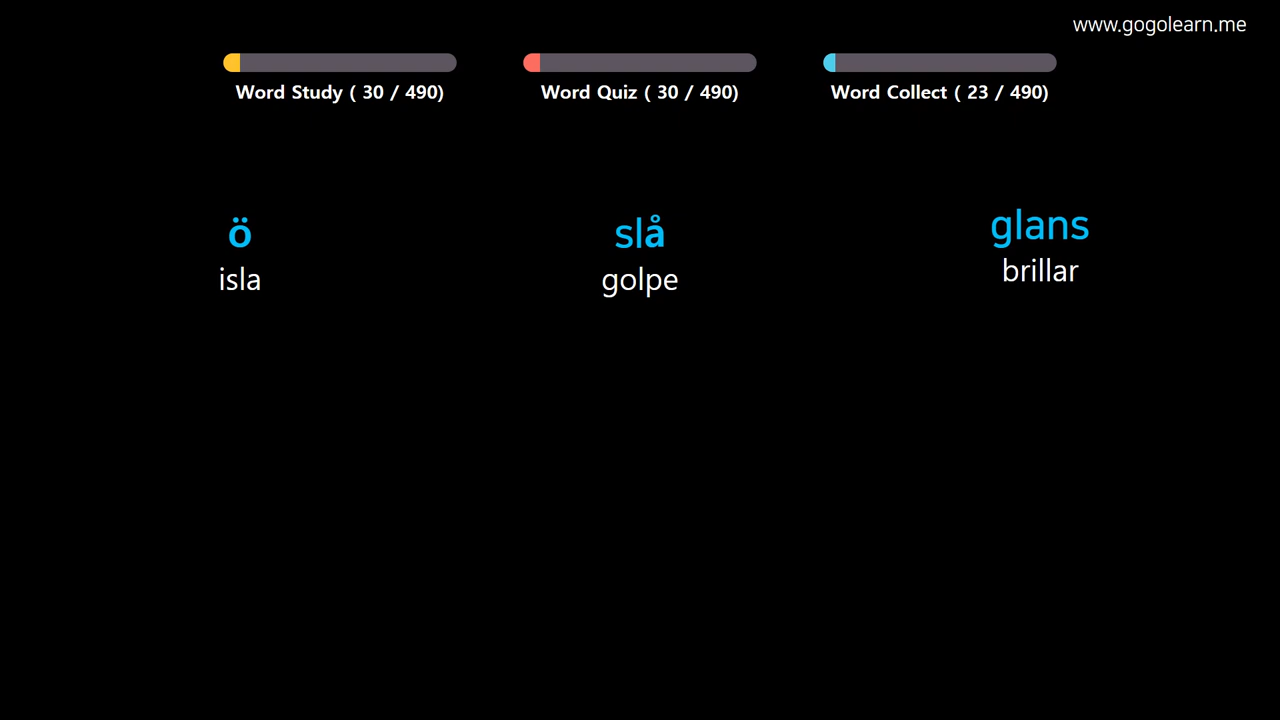 www.gogolearn.me
Word Study ( 30 / 490)
Word Quiz ( 30 / 490)
Word Collect ( 23 / 490)
ö
isla
slå
golpe
glans
brillar